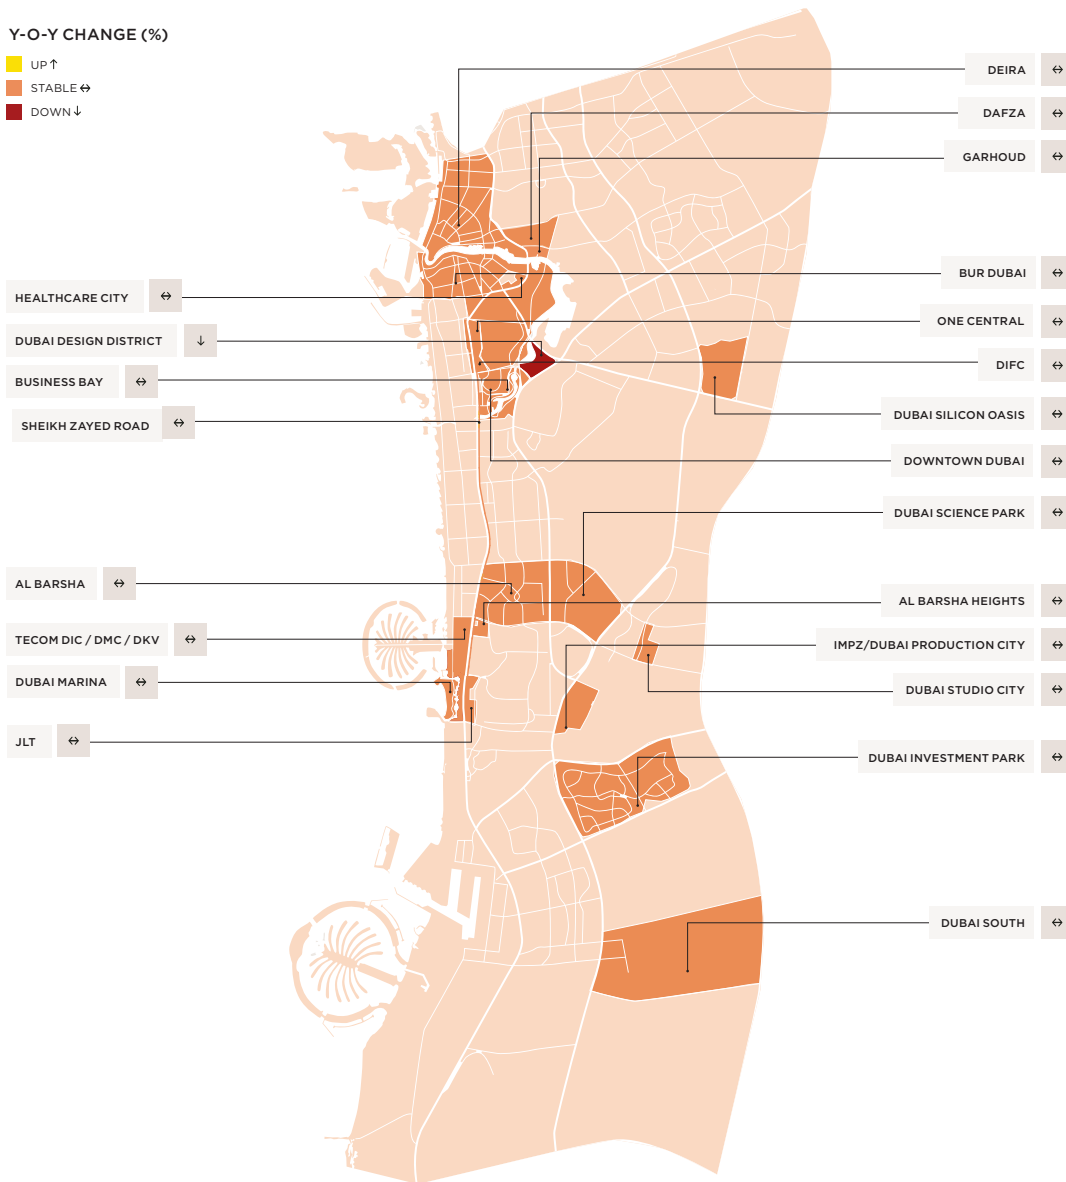 Y-O-Y CHANGE (%)
UP ↑
STABLE ↔
DOWN ↓
DEIRA ↔
DAFZA ↔
GARHOUD ↔
BUR DUBAI ↔
HEALTHCARE CITY ↔
ONE CENTRAL ↔
DUBAI DESIGN DISTRICT ↓
DIFC ↔
BUSINESS BAY ↔
DUBAI SILICON OASIS ↔
SHEIKH ZAYED ROAD ↔
DOWNTOWN DUBAI ↔
DUBAI SCIENCE PARK ↔
AL BARSHA ↔
AL BARSHA HEIGHTS ↔
TECOM DIC / DMC / DKV ↔
IMPZ/DUBAI PRODUCTION CITY ↔
DUBAI MARINA ↔
DUBAI STUDIO CITY ↔
JLT ↔
DUBAI INVESTMENT PARK ↔
DUBAI SOUTH ↔